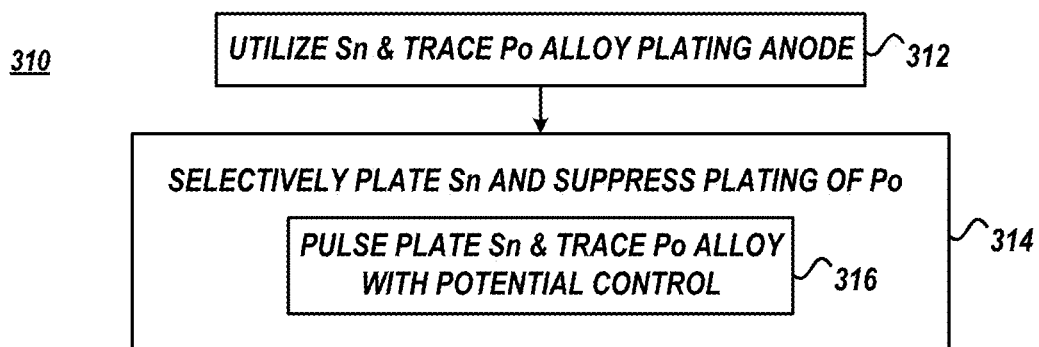 310
UTILIZE Sn & TRACE Po ALLOY PLATING ANODE
312
SELECTIVELY PLATE Sn AND SUPPRESS PLATING OF Po
PULSE PLATE Sn & TRACE Po ALLOY
WITH POTENTIAL CONTROL
316
314